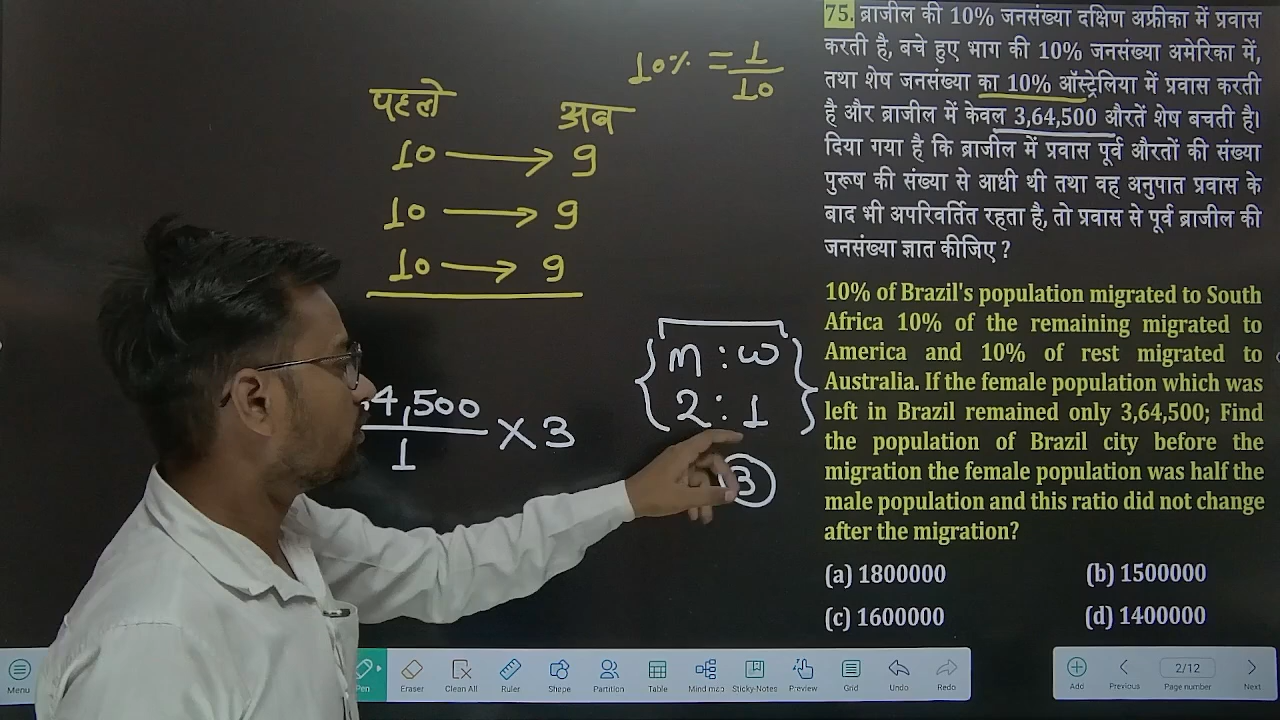 75. ब्राजील की 10% जनसंख्या दक्षिण अफ्रीका में प्रवास
करती है, बचे हुए भाग की 10% जनसंख्या अमेरिका में,
तथा शेष जनसंख्या का 10% ऑस्ट्रेलिया में प्रवास करती
है और ब्राजील में केवल 3,64,500 औरतें शेष बचती है।
दिया गया है कि ब्राजील में प्रवास पूर्व औरतों की संख्या
पुरूष की संख्या से आधी थी तथा वह अनुपात प्रवास के
बाद भी अपरिवर्तित रहता है, तो प्रवास से पूर्व ब्राजील की
जनसंख्या ज्ञात कीजिए ?
10% of Brazil's population migrated to South
Africa 10% of the remaining migrated to
America and 10% of rest migrated to
Australia. If the female population which was
left in Brazil remained only 3,64,500; Find
the population of Brazil city before the
migration the female population was half the
male population and this ratio did not change
after the migration?
(a) 1800000 (b) 1500000
(c) 1600000 (d) 1400000
10% = 1/10
पहले अब
10 → 9
10 → 9
10 → 9
4,500/1 × 3
m : w
2 : 1
3
Menu
Pen
Eraser
Clean All
Ruler
Shape
Partition
Table
Mind map
Sticky-Notes
Preview
Grid
Undo
Redo
Add
Previous
2/12
Page number
Next